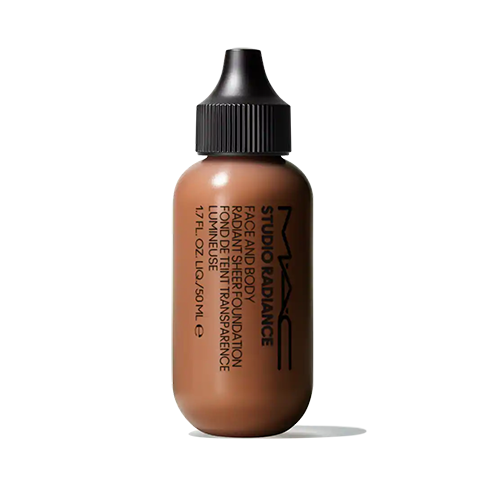 M·A·C
STUDIO RADIANCE
FACE AND BODY
RADIANT SHEER FOUNDATION
FOND DE TEINT TRANSPARENCE
LUMINEUSE
1.7 FL. OZ. LIQ./50 ML ℮